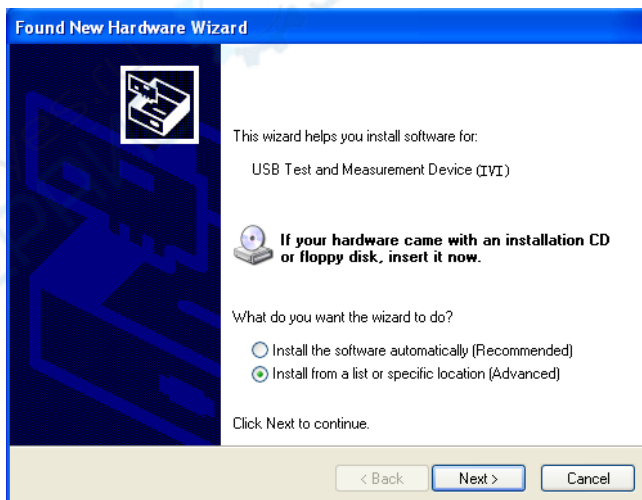 Found New Hardware Wizard
This wizard helps you install software for:
USB Test and Measurement Device (IVI)
If your hardware came with an installation CD
or floppy disk, insert it now.
What do you want the wizard to do?
Install the software automatically (Recommended)
Install from a list or specific location (Advanced)
Click Next to continue.
< Back
Next >
Cancel